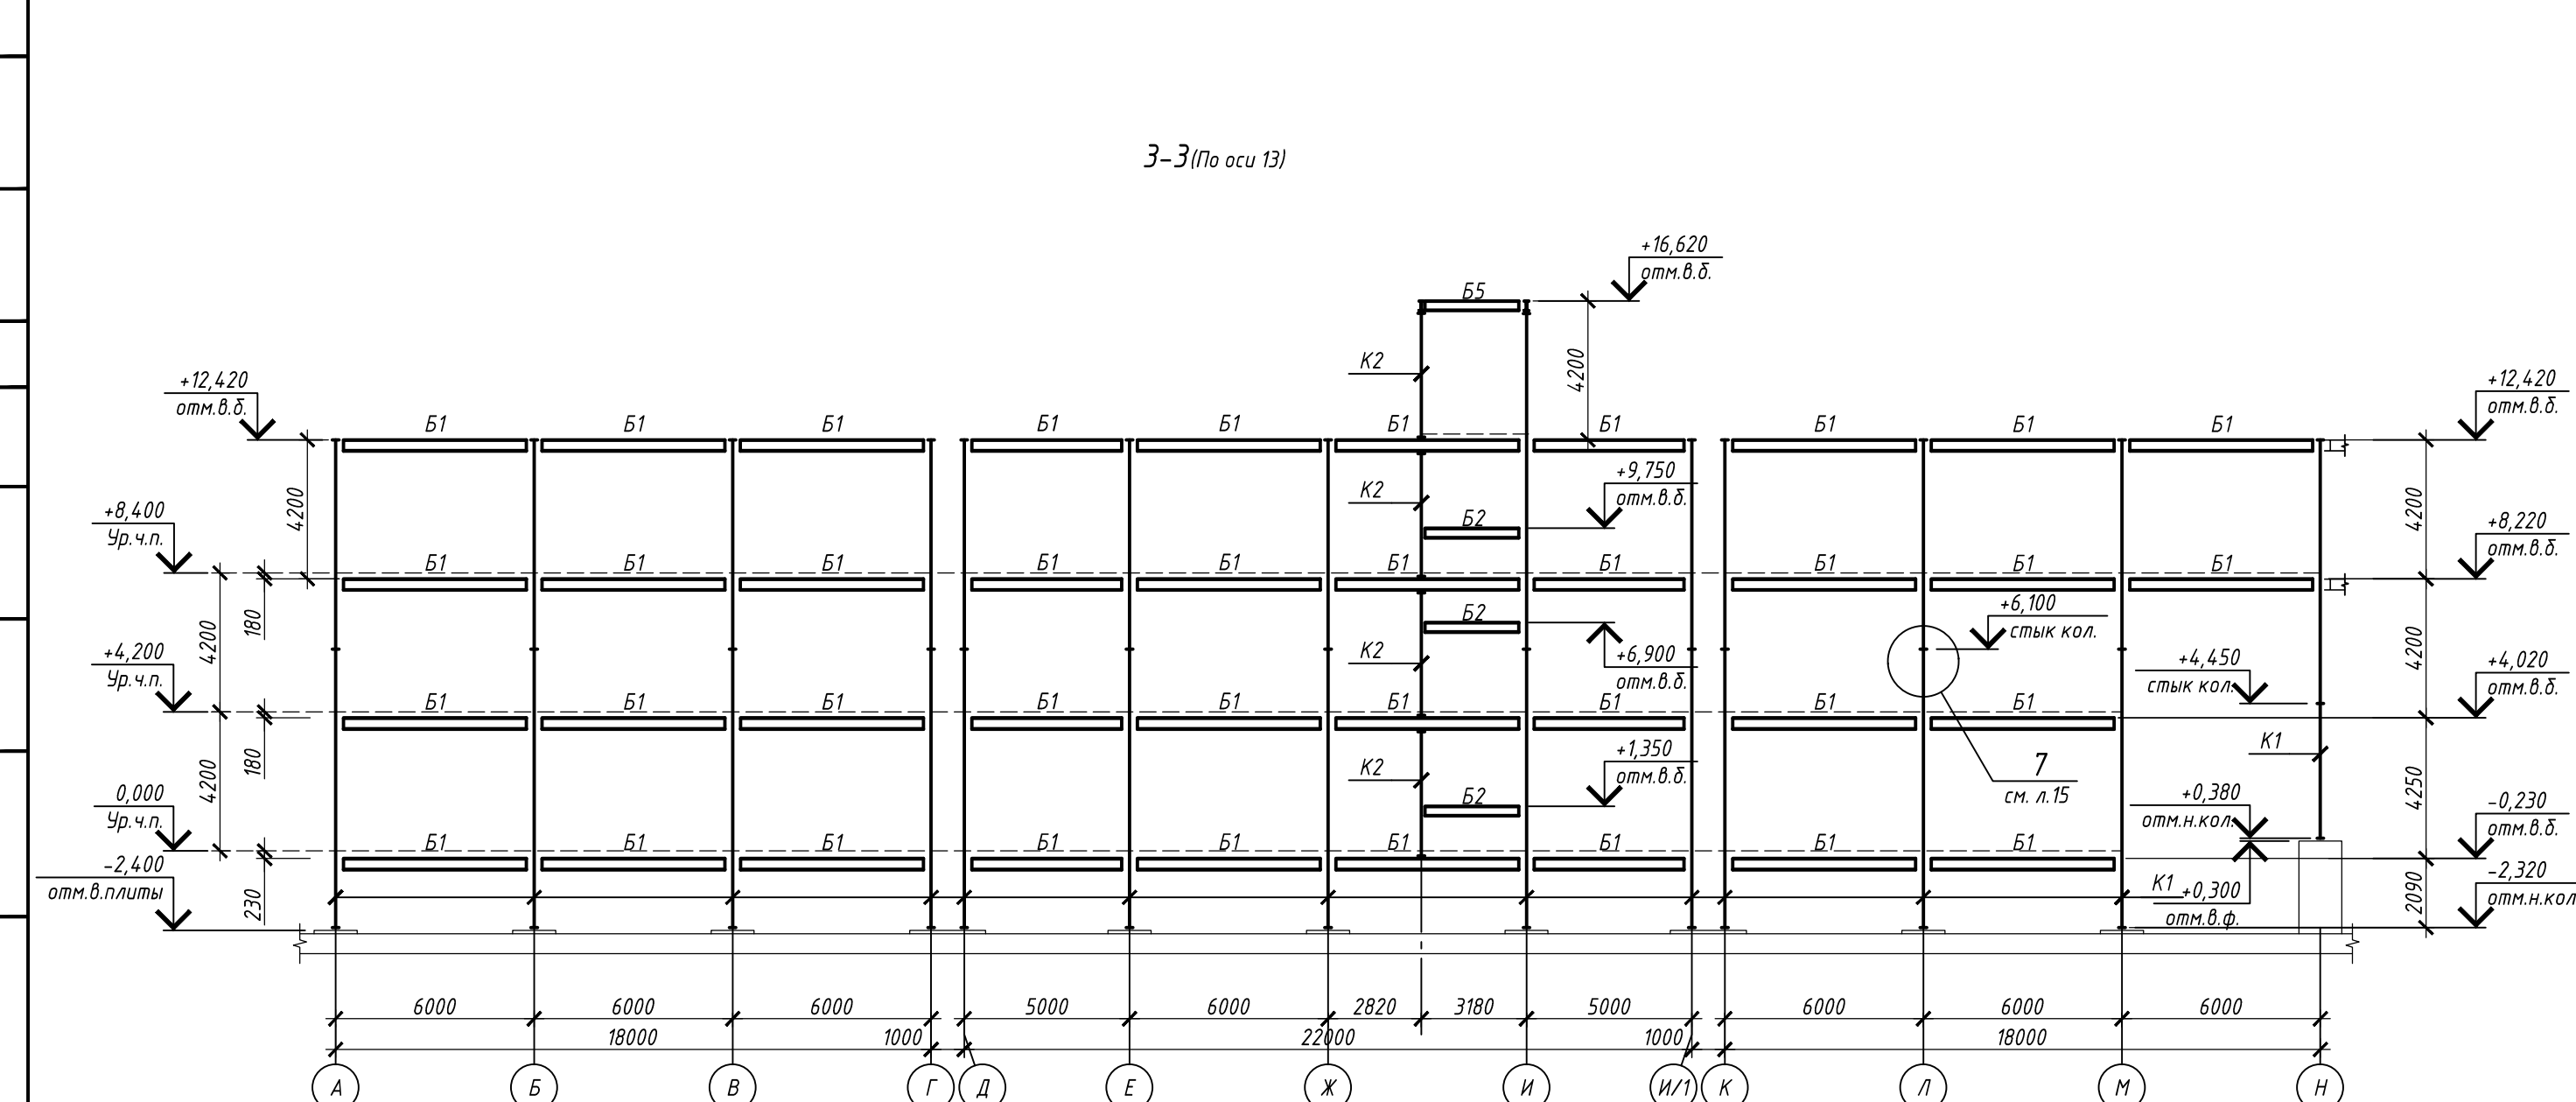 3-3 (По оси 13)
+16,620
отм.в.б.
Б5
К2
4200
+12,420
отм.в.б.
+12,420
отм.в.б.
Б1 Б1 Б1 Б1 Б1 Б1 Б1 Б1 Б1 Б1
+9,750
отм.в.б.
К2
4200
4200
+8,400
Ур.ч.п.
Б2
+8,220
отм.в.б.
Б1 Б1 Б1 Б1 Б1 Б1 Б1 Б1 Б1 Б1
180
4200
Б2
+6,100
стык кол.
4200
+4,200
Ур.ч.п.
К2
+6,900
отм.в.б.
+4,450
стык кол.
+4,020
отм.в.б.
Б1 Б1 Б1 Б1 Б1 Б1 Б1 Б1 Б1
180
4200
К2
+1,350
отм.в.б.
7
см. л.15
К1
4250
0,000
Ур.ч.п.
Б2
+0,380
отм.н.кол.
-0,230
отм.в.б.
Б1 Б1 Б1 Б1 Б1 Б1 Б1 Б1 Б1
-2,400
отм.в.плиты
230
К1
+0,300
отм.в.ф.
2090
-2,320
отм.н.кол
6000 6000 6000 5000 6000 2820 3180 5000 6000 6000 6000
18000 1000 22000 1000 18000
А Б В Г Д Е Ж И И/1 К Л М Н